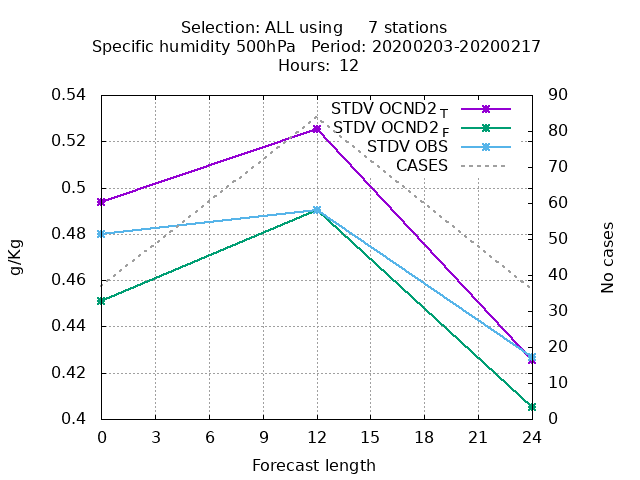 Selection: ALL using 7 stations
Specific humidity 500hPa Period: 20200203-20200217
Hours: 12
0.54
0.52
0.5
0.48
0.46
0.44
0.42
0.4
g/Kg
90
80
70
60
50
40
30
20
10
0
No cases
STDV OCND2T
STDV OCND2F
STDV OBS
CASES
0 3 6 9 12 15 18 21 24
Forecast length